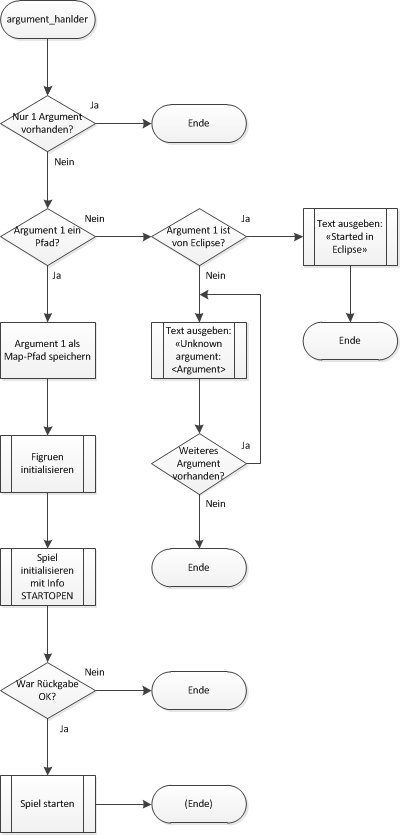 argument_hanlder
Nur 1 Argument
vorhanden?
Ja
Ende
Nein
Argument 1 ein
Pfad?
Nein
Argument 1 ist
von Eclipse?
Ja
Text ausgeben:
«Started in
Eclipse»
Ja
Nein
Ende
Argument 1 als
Map-Pfad speichern
Text ausgeben:
«Unknown
argument:
<Argument>
Figruen
initialisieren
Weiteres
Argument
vorhanden?
Ja
Nein
Ende
Spiel
initialisieren
mit Info
STARTOPEN
War Rückgabe
OK?
Nein
Ende
Ja
Spiel starten
(Ende)